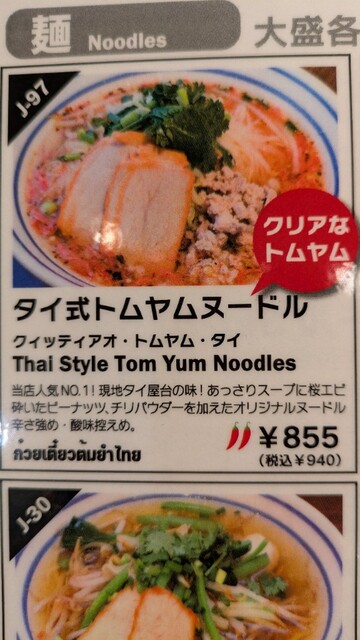 麺 Noodles
大盛各
J-97
クリアな
トムヤム
タイ式トムヤムヌードル
クィッティアオ・トムヤム・タイ
Thai Style Tom Yum Noodles
当店人気NO.1!現地タイ屋台の味!あっさりスープに桜エビ
砕いたピーナッツ、チリパウダーを加えたオリジナルヌードル
辛さ強め・酸味控えめ。
¥855
ก๋วยเตี๋ยวต้มยำไทย
(税込¥940)
J-30